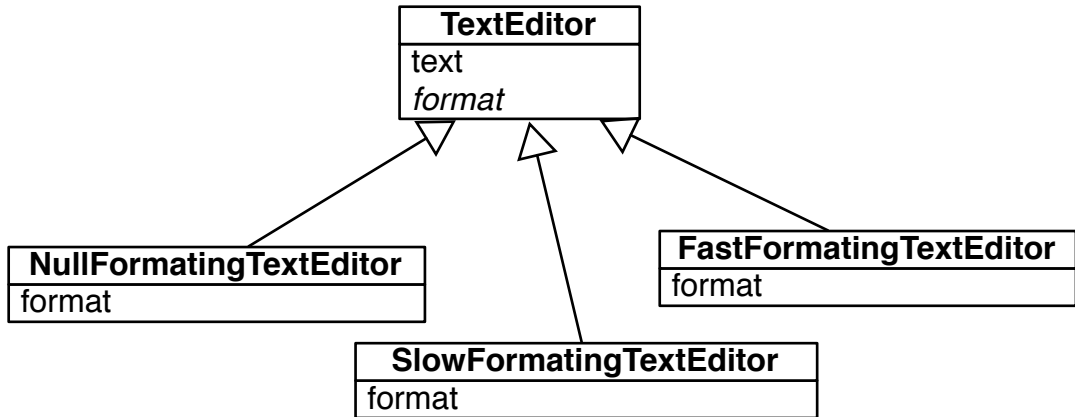 TextEditor
text
format
NullFormatingTextEditor
format
FastFormatingTextEditor
format
SlowFormatingTextEditor
format